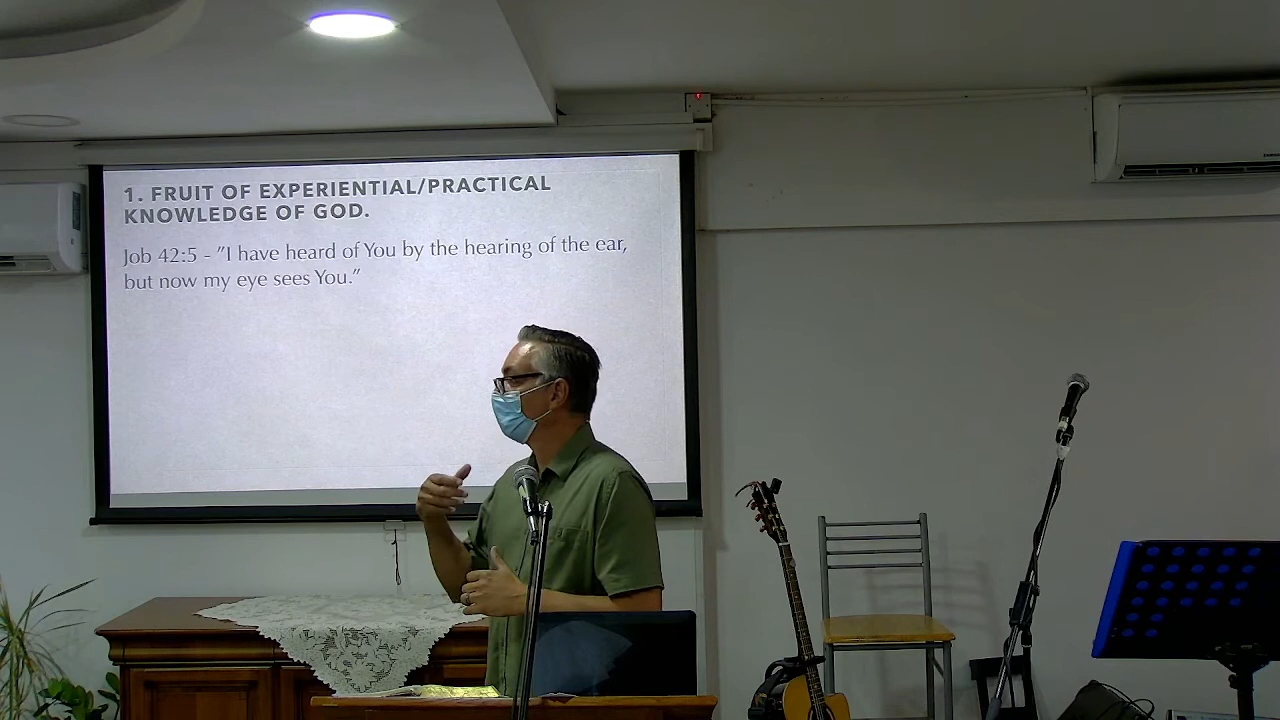 1. FRUIT OF EXPERIENTIAL/PRACTICAL
KNOWLEDGE OF GOD.
Job 42:5 - "I have heard of You by the hearing of the ear,
but now my eye sees You."